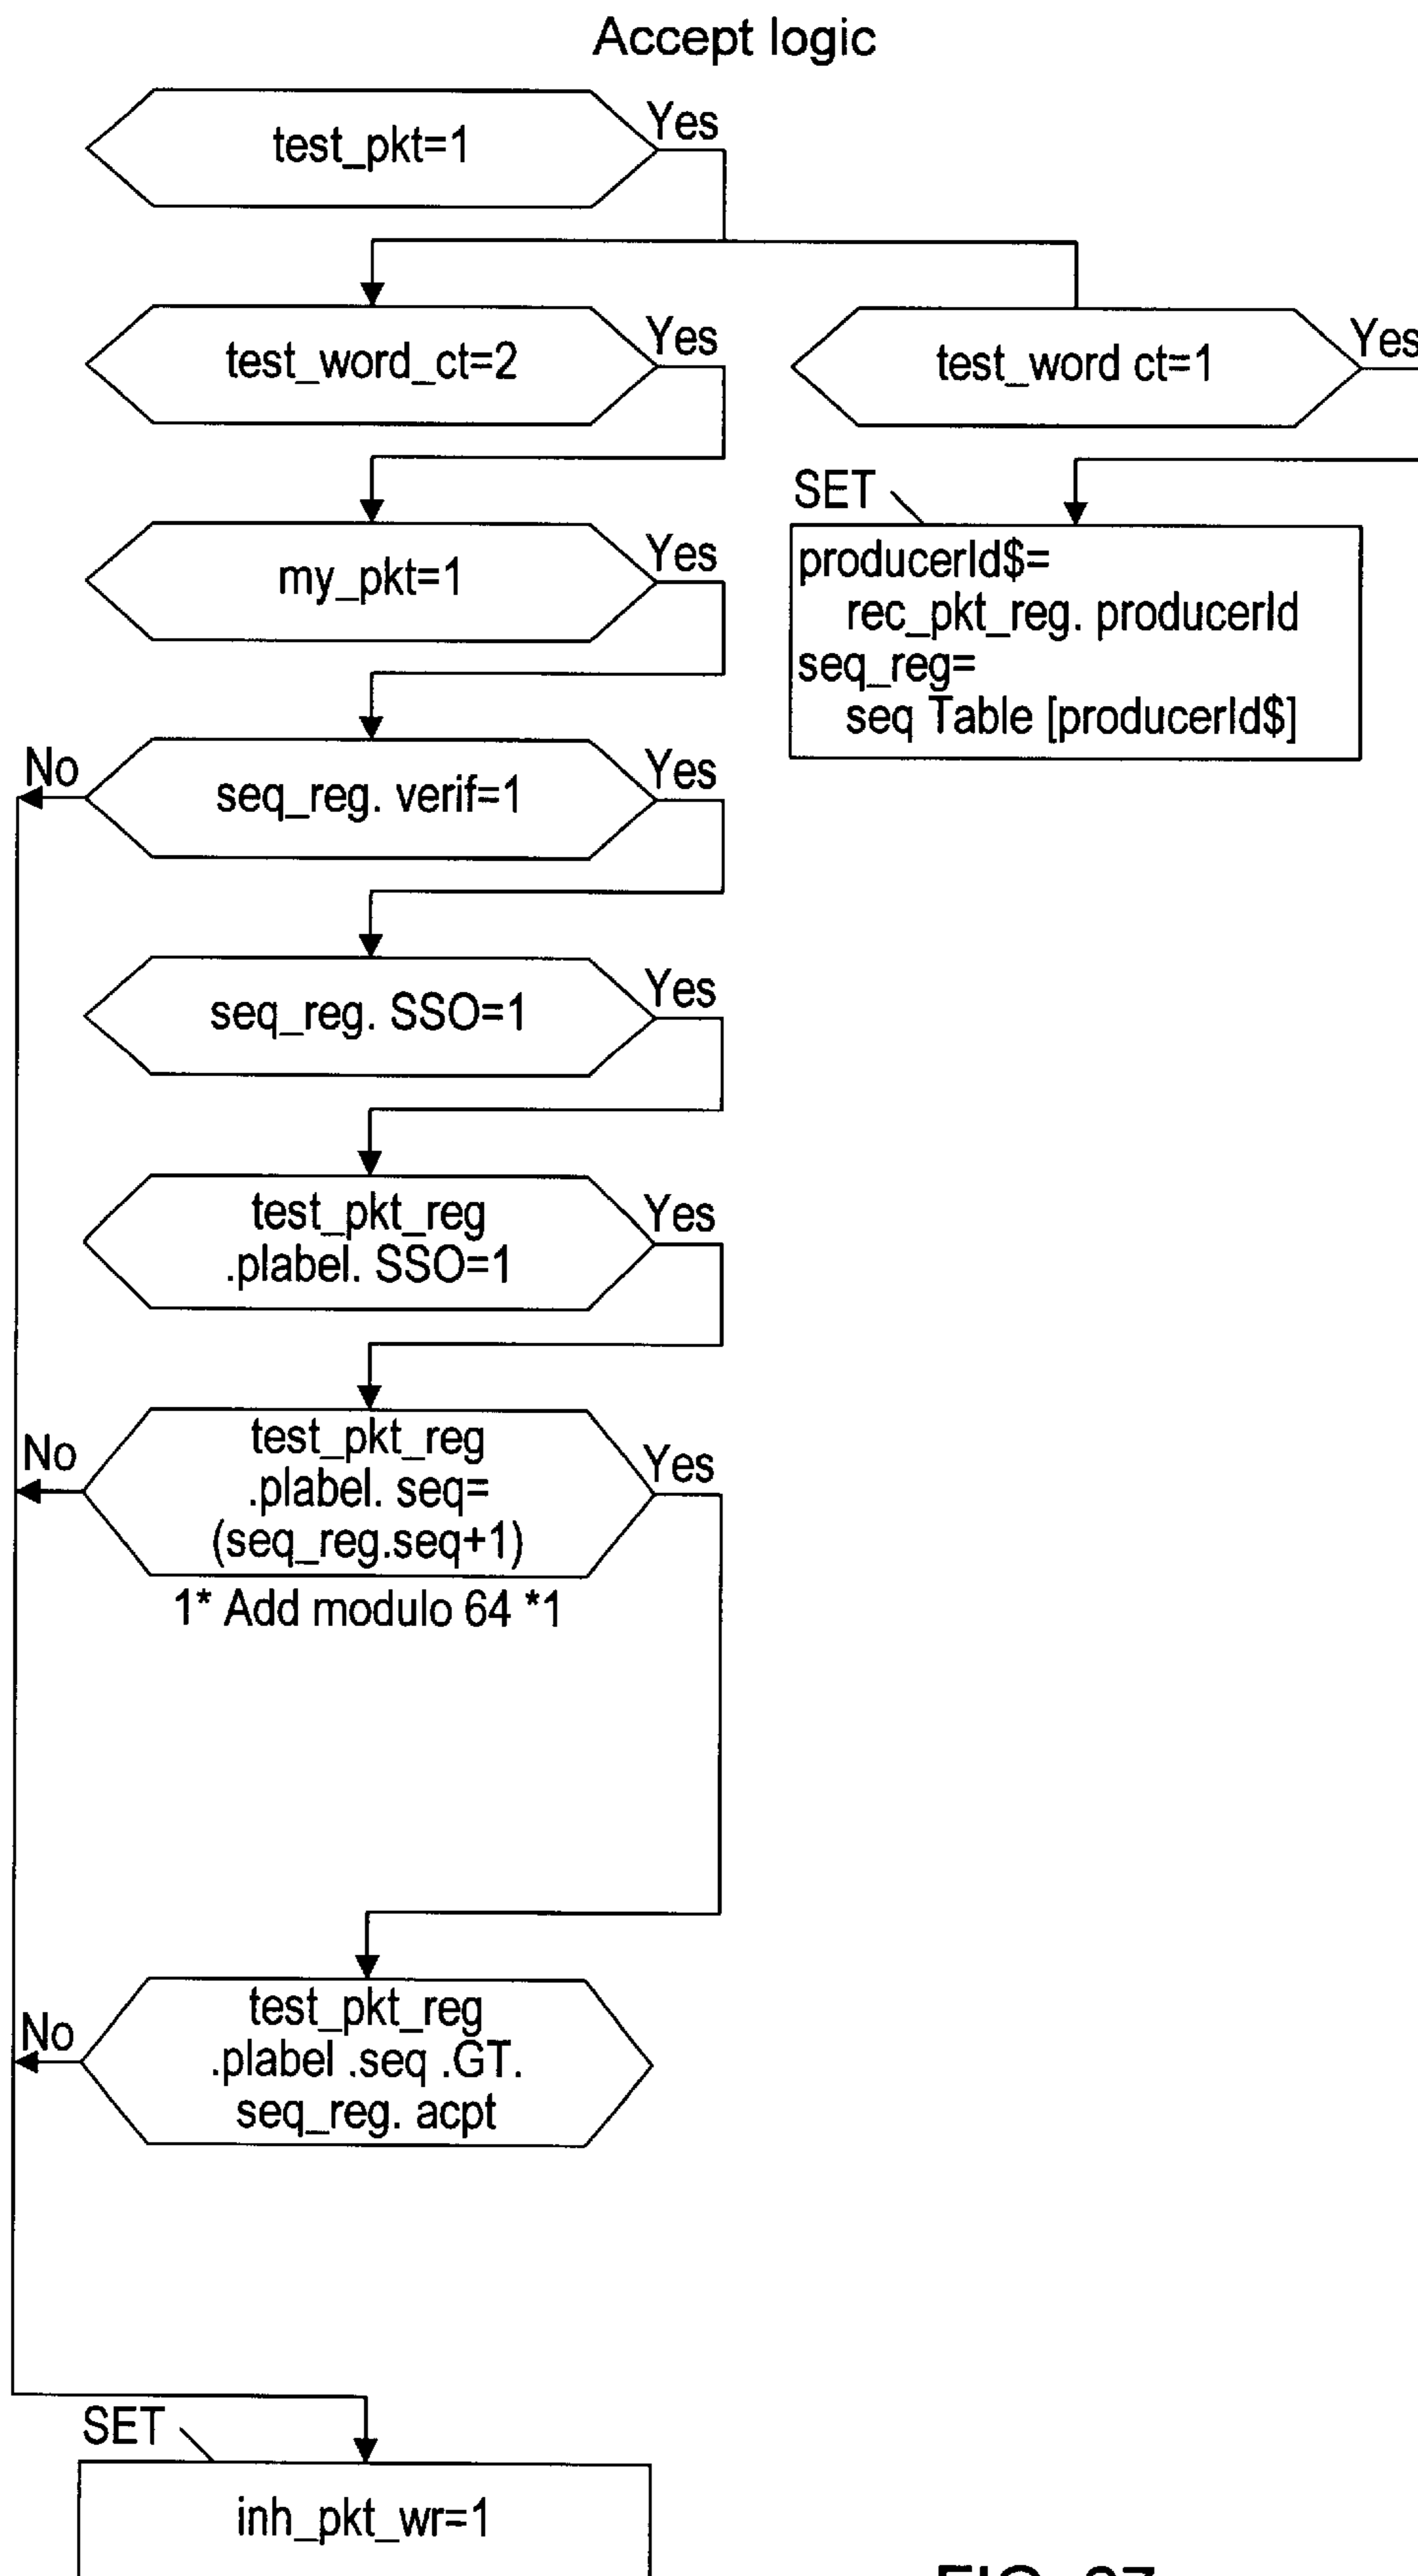 Accept logic
test_pkt=1
Yes
test_word_ct=2
Yes
test_word ct=1
Yes
my_pkt=1
Yes
SET
producerId$=
rec_pkt_reg. producerId
seq_reg=
seq Table [producerId$]
No
seq_reg. verif=1
Yes
seq_reg. SSO=1
Yes
test_pkt_reg
.plabel. SSO=1
Yes
No
test_pkt_reg
.plabel. seq=
(seq_reg.seq+1)
Yes
1* Add modulo 64 *1
No
test_pkt_reg
.plabel .seq .GT.
seq_reg. acpt
SET
inh_pkt_wr=1